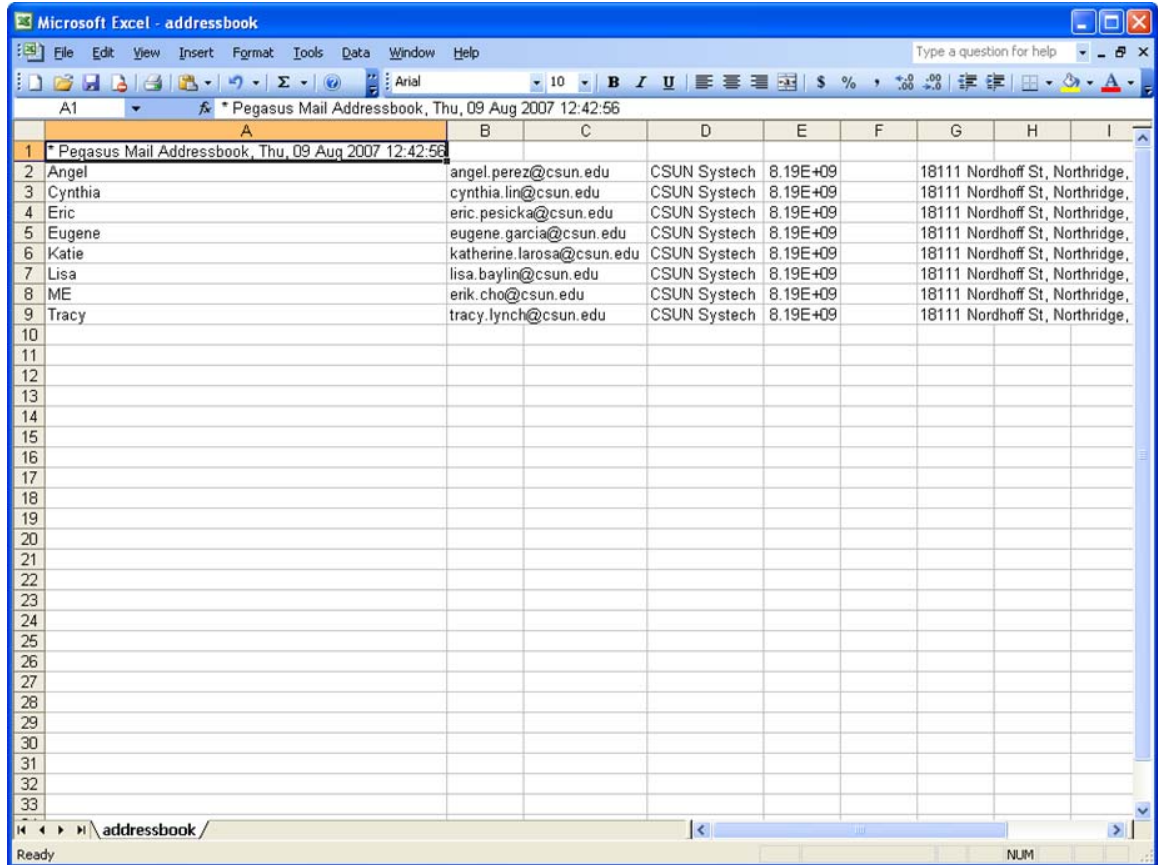 Microsoft Excel - addressbook
File Edit View Insert Format Tools Data Window Help Type a question for help
Arial 10 B I U $ % ,
A1 fx * Pegasus Mail Addressbook, Thu, 09 Aug 2007 12:42:56
A B C D E F G H I
1 * Pegasus Mail Addressbook, Thu, 09 Aug 2007 12:42:56
2 Angel angel.perez@csun.edu CSUN Systech 8.19E+09 18111 Nordhoff St, Northridge,
3 Cynthia cynthia.lin@csun.edu CSUN Systech 8.19E+09 18111 Nordhoff St, Northridge,
4 Eric eric.pesicka@csun.edu CSUN Systech 8.19E+09 18111 Nordhoff St, Northridge,
5 Eugene eugene.garcia@csun.edu CSUN Systech 8.19E+09 18111 Nordhoff St, Northridge,
6 Katie katherine.larosa@csun.edu CSUN Systech 8.19E+09 18111 Nordhoff St, Northridge,
7 Lisa lisa.baylin@csun.edu CSUN Systech 8.19E+09 18111 Nordhoff St, Northridge,
8 ME erik.cho@csun.edu CSUN Systech 8.19E+09 18111 Nordhoff St, Northridge,
9 Tracy tracy.lynch@csun.edu CSUN Systech 8.19E+09 18111 Nordhoff St, Northridge,
10
11
12
13
14
15
16
17
18
19
20
21
22
23
24
25
26
27
28
29
30
31
32
33
addressbook
Ready NUM